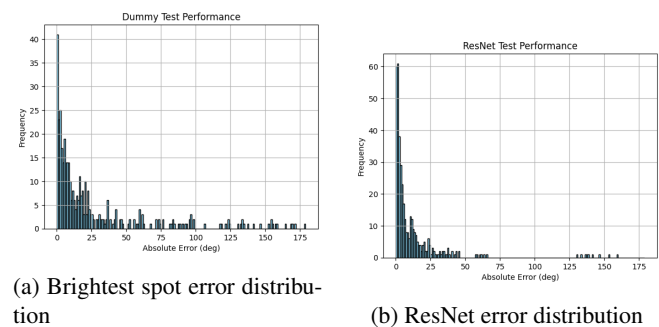 Dummy Test Performance
Frequency
40
35
30
25
20
15
10
5
0
0 25 50 75 100 125 150 175
Absolute Error (deg)
(a) Brightest spot error distribu-
tion
ResNet Test Performance
Frequency
60
50
40
30
20
10
0
0 25 50 75 100 125 150 175
Absolute Error (deg)
(b) ResNet error distribution